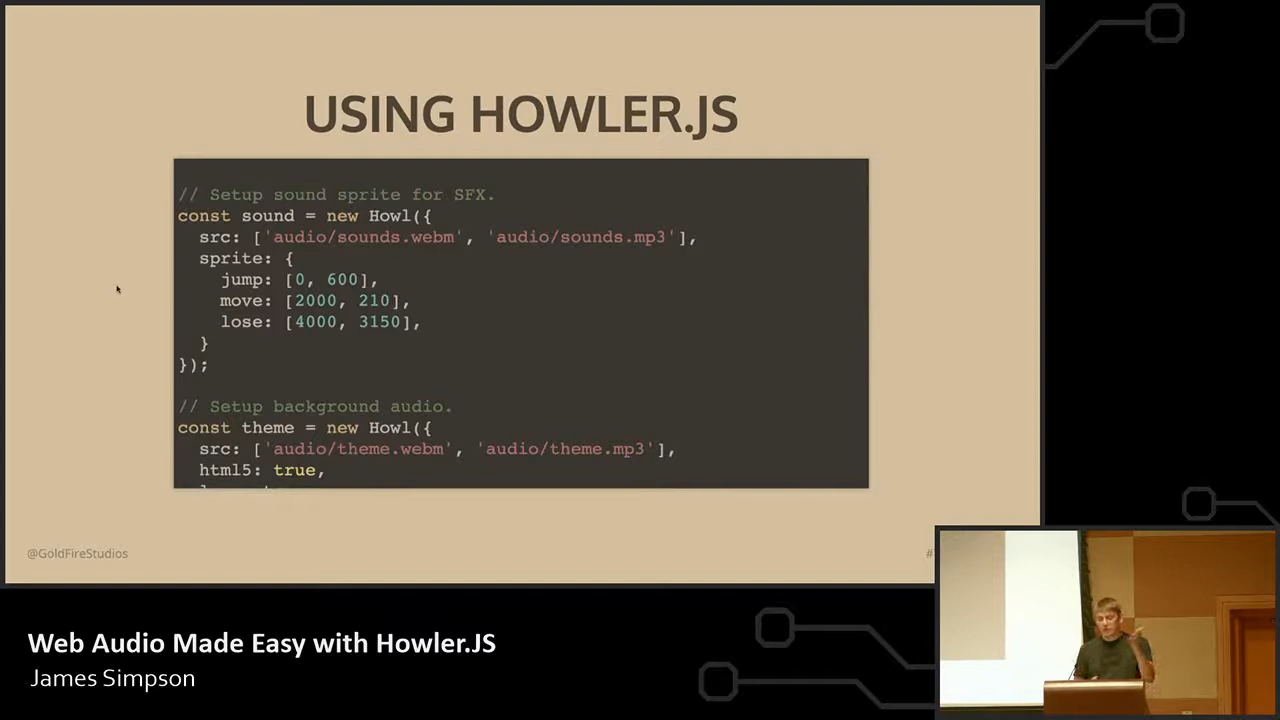 USING HOWLER.JS
// Setup sound sprite for SFX.
const sound = new Howl({
  src: ['audio/sounds.webm', 'audio/sounds.mp3'],
  sprite: {
    jump: [0, 600],
    move: [2000, 210],
    lose: [4000, 3150],
  }
});
// Setup background audio.
const theme = new Howl({
  src: ['audio/theme.webm', 'audio/theme.mp3'],
  html5: true,
@GoldFireStudios
#
Web Audio Made Easy with Howler.JS
James Simpson